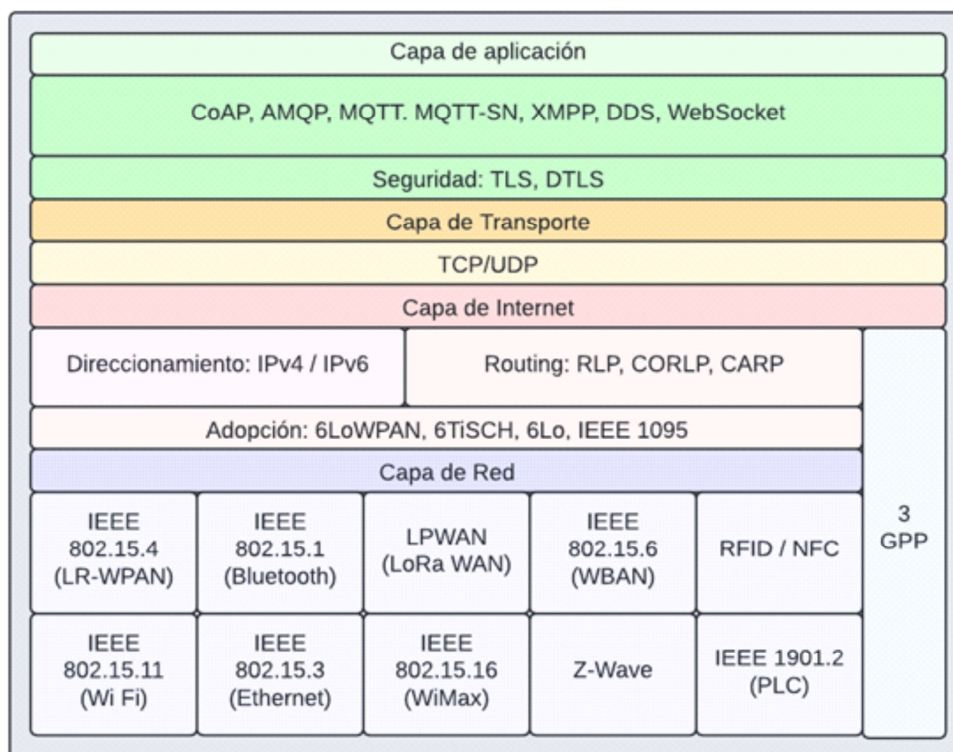 Capa de aplicación
CoAP, AMQP, MQTT. MQTT-SN, XMPP, DDS, WebSocket
Seguridad: TLS, DTLS
Capa de Transporte
TCP/UDP
Capa de Internet
Direccionamiento: IPv4 / IPv6
Routing: RLP, CORLP, CARP
Adopción: 6LoWPAN, 6TiSCH, 6Lo, IEEE 1095
Capa de Red
IEEE
802.15.4
(LR-WPAN)
IEEE
802.15.1
(Bluetooth)
LPWAN
(LoRa WAN)
IEEE
802.15.6
(WBAN)
RFID / NFC
IEEE
802.15.11
(Wi Fi)
IEEE
802.15.3
(Ethernet)
IEEE
802.15.16
(WiMax)
Z-Wave
IEEE 1901.2
(PLC)
3
GPP